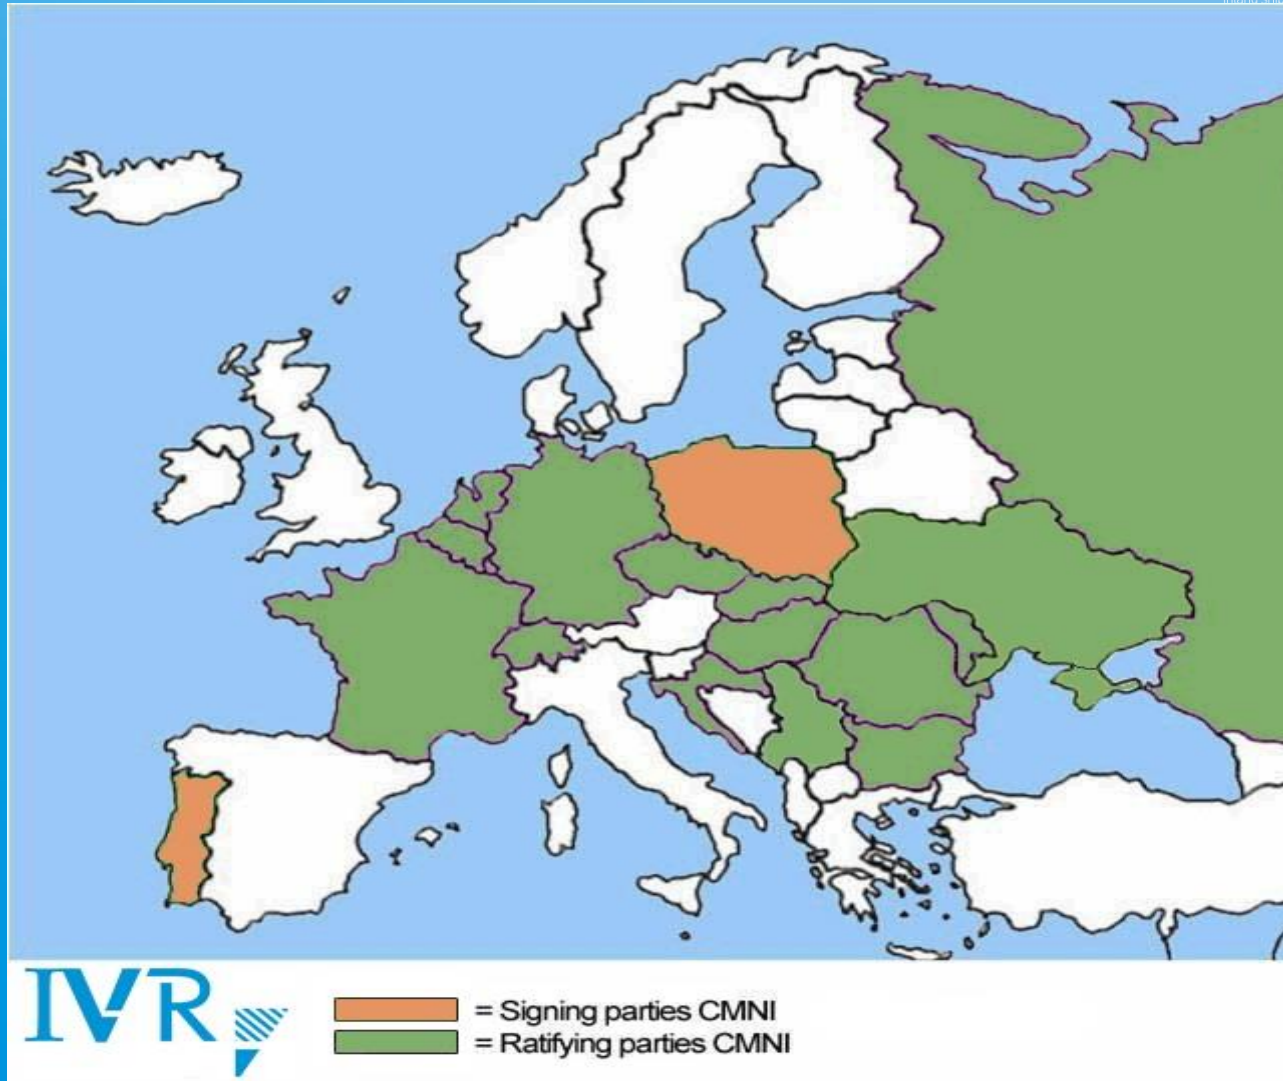 IVR
= Signing parties CMNI
= Ratifying parties CMNI